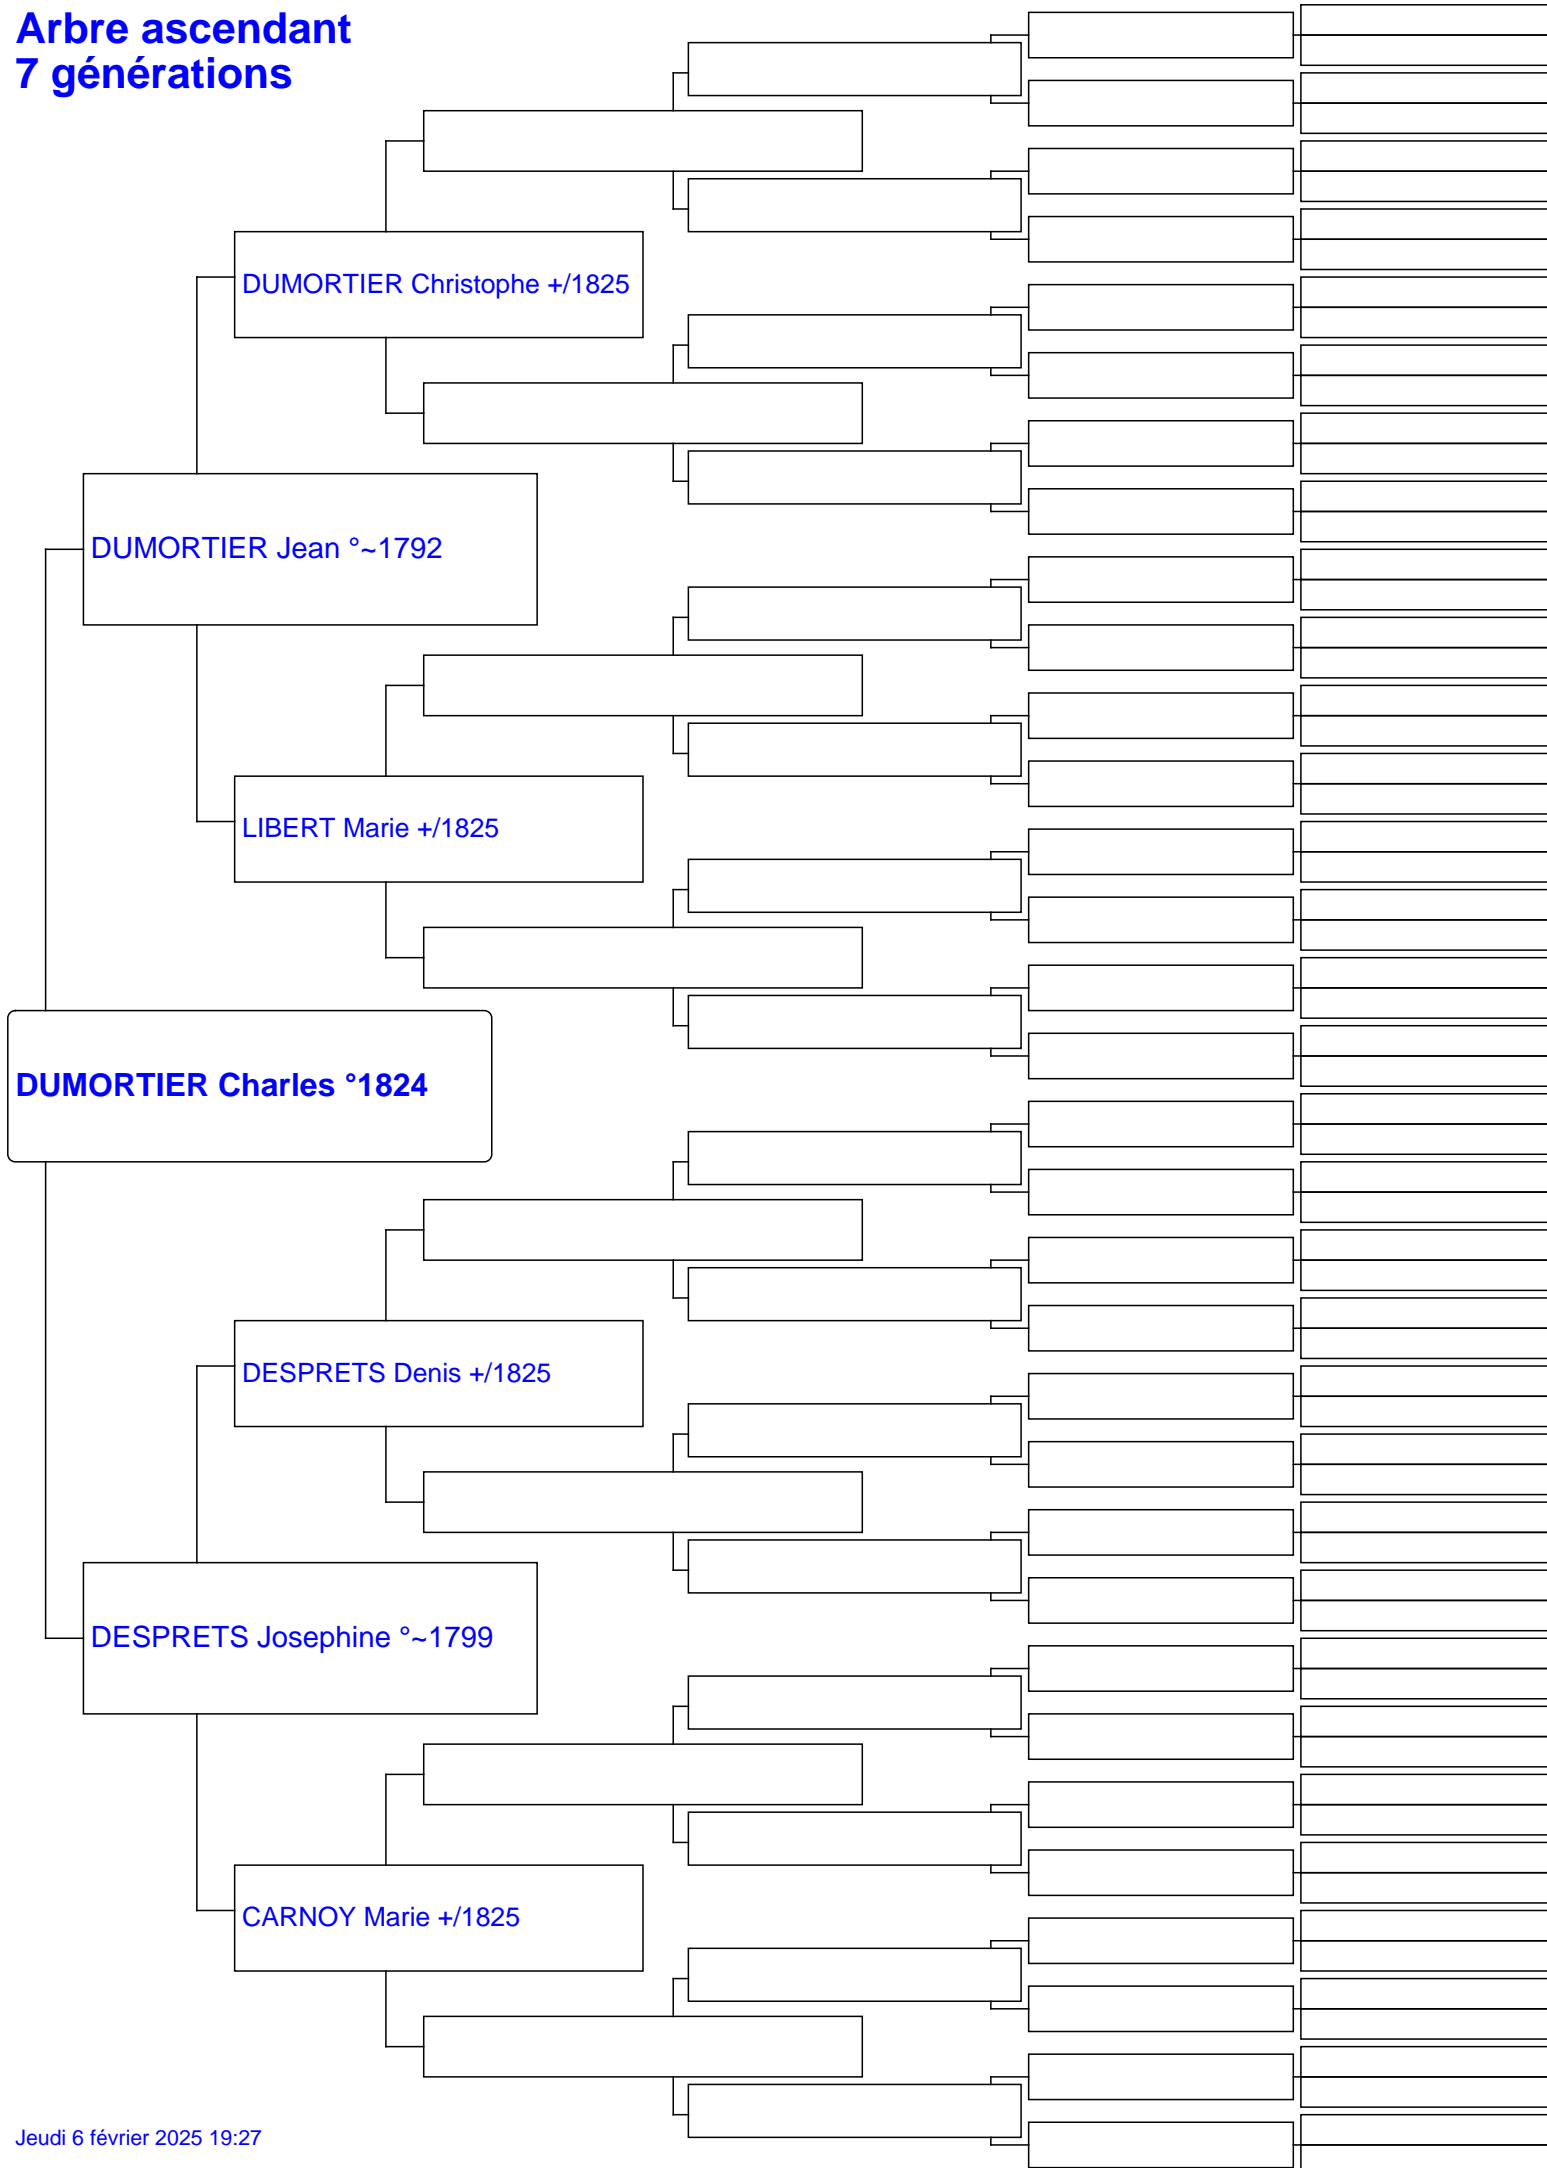 Arbre ascendant
7 générations
DUMORTIER Christophe +/1825
DUMORTIER Jean °~1792
LIBERT Marie +/1825
DUMORTIER Charles °1824
DESPRETS Denis +/1825
DESPRETS Josephine °~1799
CARNOY Marie +/1825
Jeudi 6 février 2025 19:27